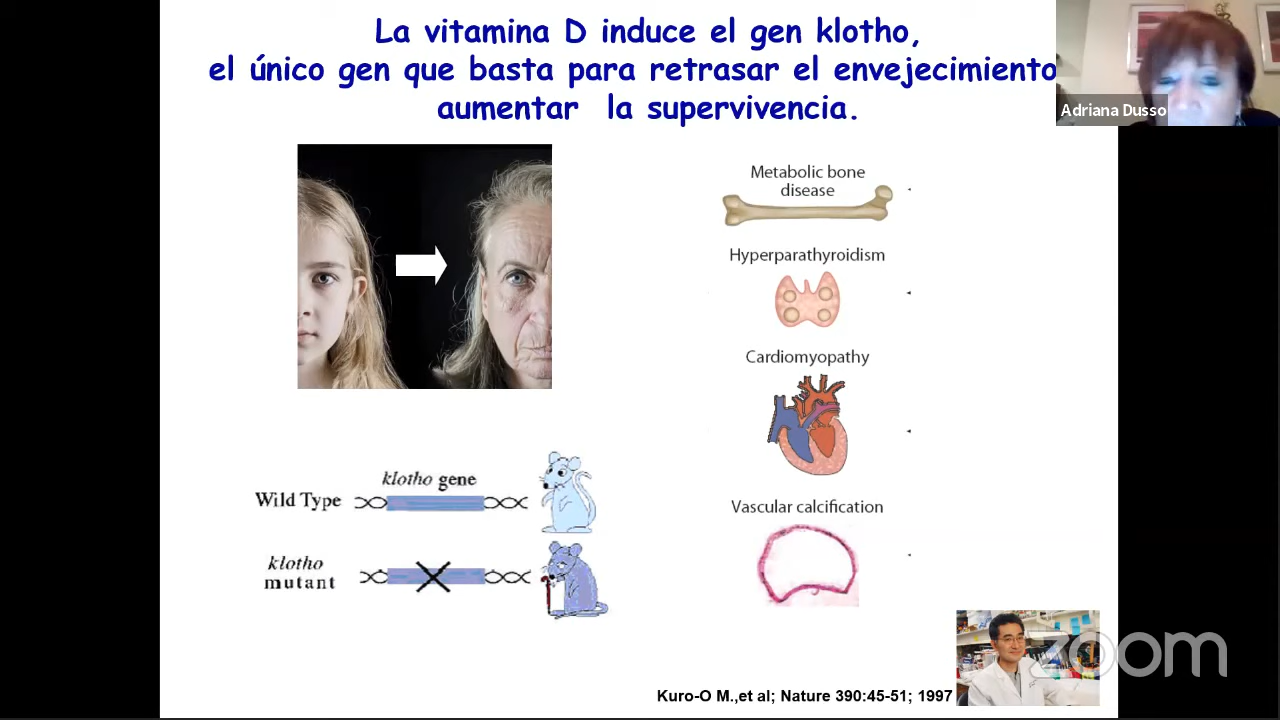 La vitamina D induce el gen klotho,
el único gen que basta para retrasar el envejecimiento
aumentar la supervivencia.
Adriana Dusso
Metabolic bone
disease
Hyperparathyroidism
Cardiomyopathy
Vascular calcification
klotho gene
Wild Type
klotho
mutant
zoom
Kuro-O M.,et al; Nature 390:45-51; 1997